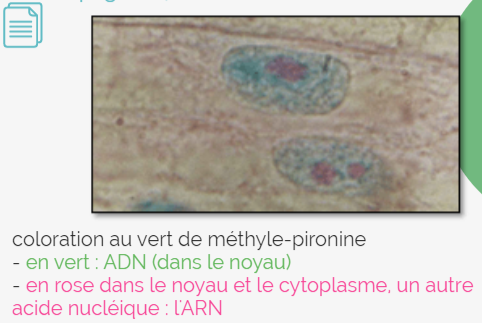 coloration au vert de méthyle-pironine
- en vert : ADN (dans le noyau)
- en rose dans le noyau et le cytoplasme, un autre
acide nucléique : l'ARN